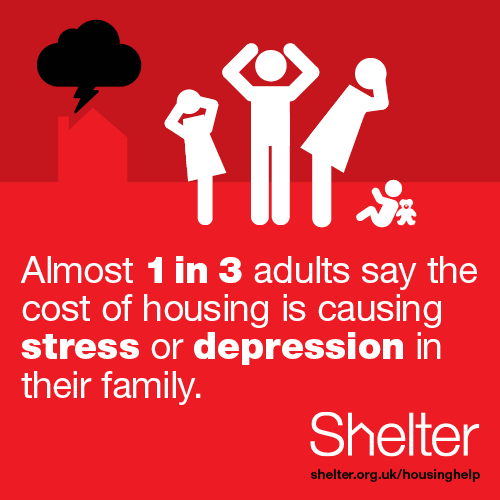 Almost 1 in 3 adults say the
cost of housing is causing
stress or depression in
their family.
Shelter
shelter.org.uk/housinghelp